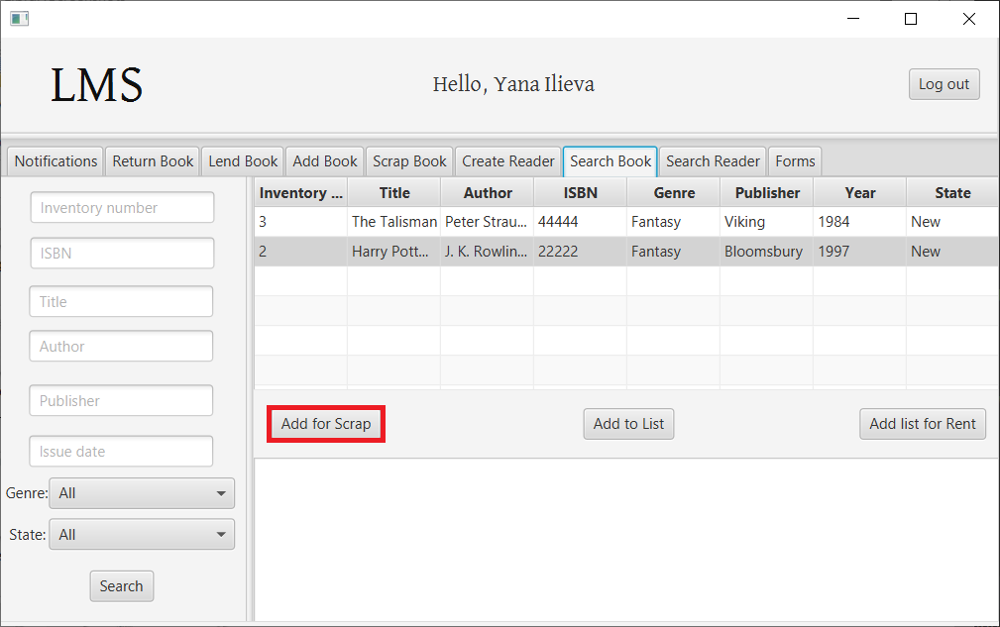 LMS
Hello, Yana Ilieva
Log out
Notifications Return Book Lend Book Add Book Scrap Book Create Reader Search Book Search Reader Forms
Inventory number
ISBN
Title
Author
Publisher
Issue date
Genre: All
State: All
Search
Inventory ... Title Author ISBN Genre Publisher Year State
3 The Talisman Peter Strau... 44444 Fantasy Viking 1984 New
2 Harry Pott... J. K. Rowlin... 22222 Fantasy Bloomsbury 1997 New
Add for Scrap Add to List Add list for Rent